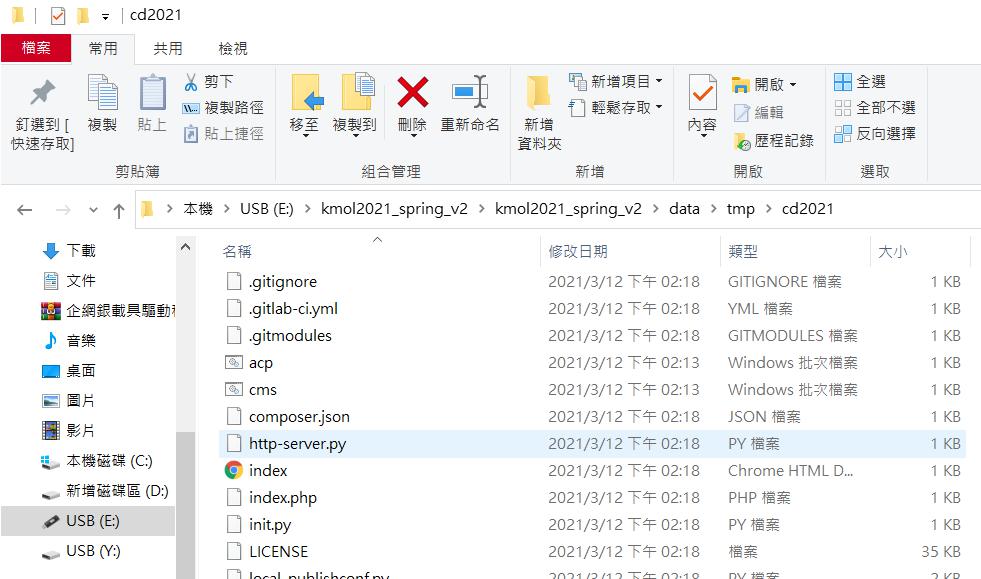 cd2021
檔案 常用 共用 檢視
釘選到 [
快速存取]
複製
貼上
剪下
複製路徑
貼上捷徑
剪貼簿
移至
複製到
刪除
重新命名
組合管理
新增
資料夾
新增項目
輕鬆存取
新增
內容
開啟
編輯
歷程記錄
開啟
全選
全部不選
反向選擇
選取
本機 > USB (E:) > kmol2021_spring_v2 > kmol2021_spring_v2 > data > tmp > cd2021
下載
文件
企網銀載具驅動
音樂
桌面
圖片
影片
本機磁碟 (C:)
新增磁碟區 (D:)
USB (E:)
USB (Y:)
名稱 修改日期 類型 大小
.gitignore 2021/3/12 下午 02:18 GITIGNORE 檔案 1 KB
.gitlab-ci.yml 2021/3/12 下午 02:18 YML 檔案 1 KB
.gitmodules 2021/3/12 下午 02:18 GITMODULES 檔案 1 KB
acp 2021/3/12 下午 02:13 Windows 批次檔案 1 KB
cms 2021/3/12 下午 02:13 Windows 批次檔案 1 KB
composer.json 2021/3/12 下午 02:18 JSON 檔案 1 KB
http-server.py 2021/3/12 下午 02:18 PY 檔案 1 KB
index 2021/3/12 下午 02:18 Chrome HTML D... 1 KB
index.php 2021/3/12 下午 02:18 PHP 檔案 1 KB
init.py 2021/3/12 下午 02:18 PY 檔案 1 KB
LICENSE 2021/3/12 下午 02:18 檔案 35 KB
local_publishconf.py 2021/3/12 下午 02:18 PY 檔案 2 KB